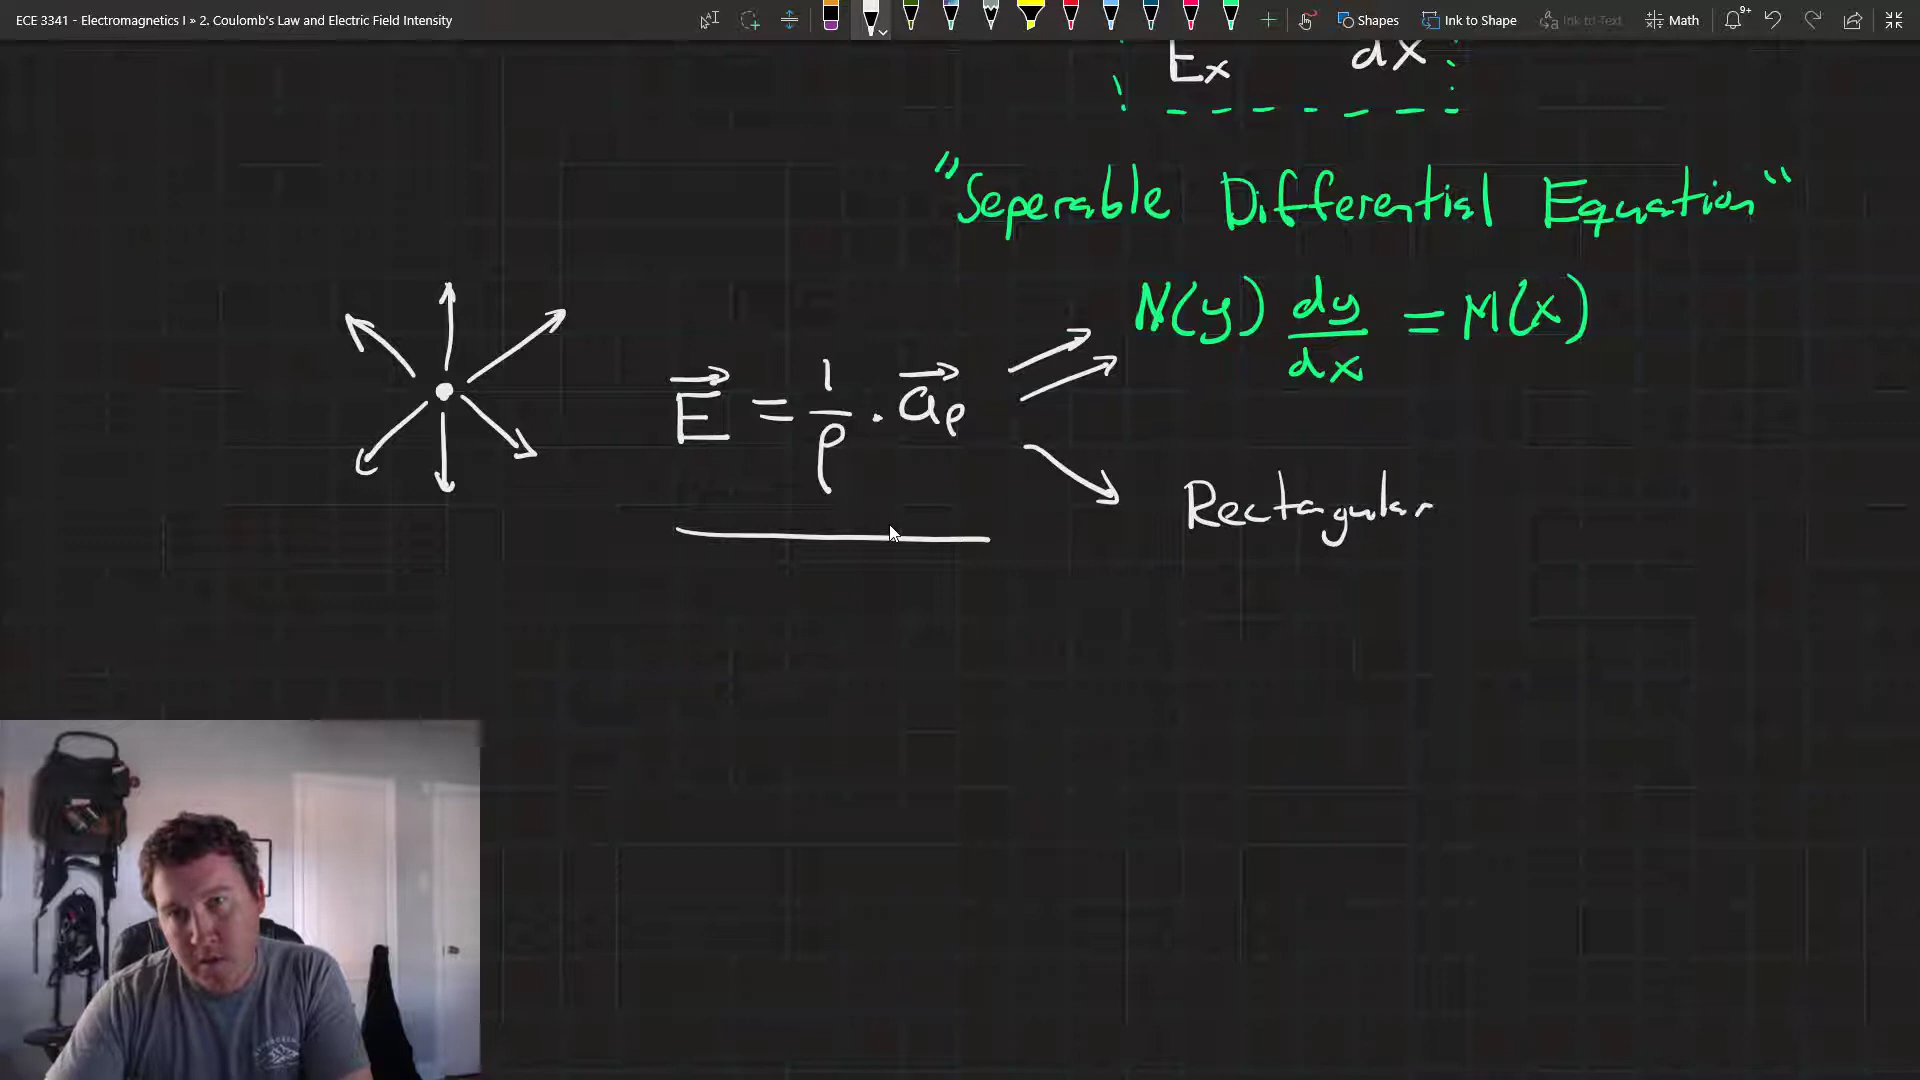 ECE 3341 - Electromagnetics I » 2. Coulomb's Law and Electric Field Intensity
Shapes
Ink to Shape
Ink to Text
Math
9+
Ex dx
"Seperable Differential Equation"
N(y) dy/dx = M(x)
E⃗ = 1/ρ · a⃗ρ
Rectangular